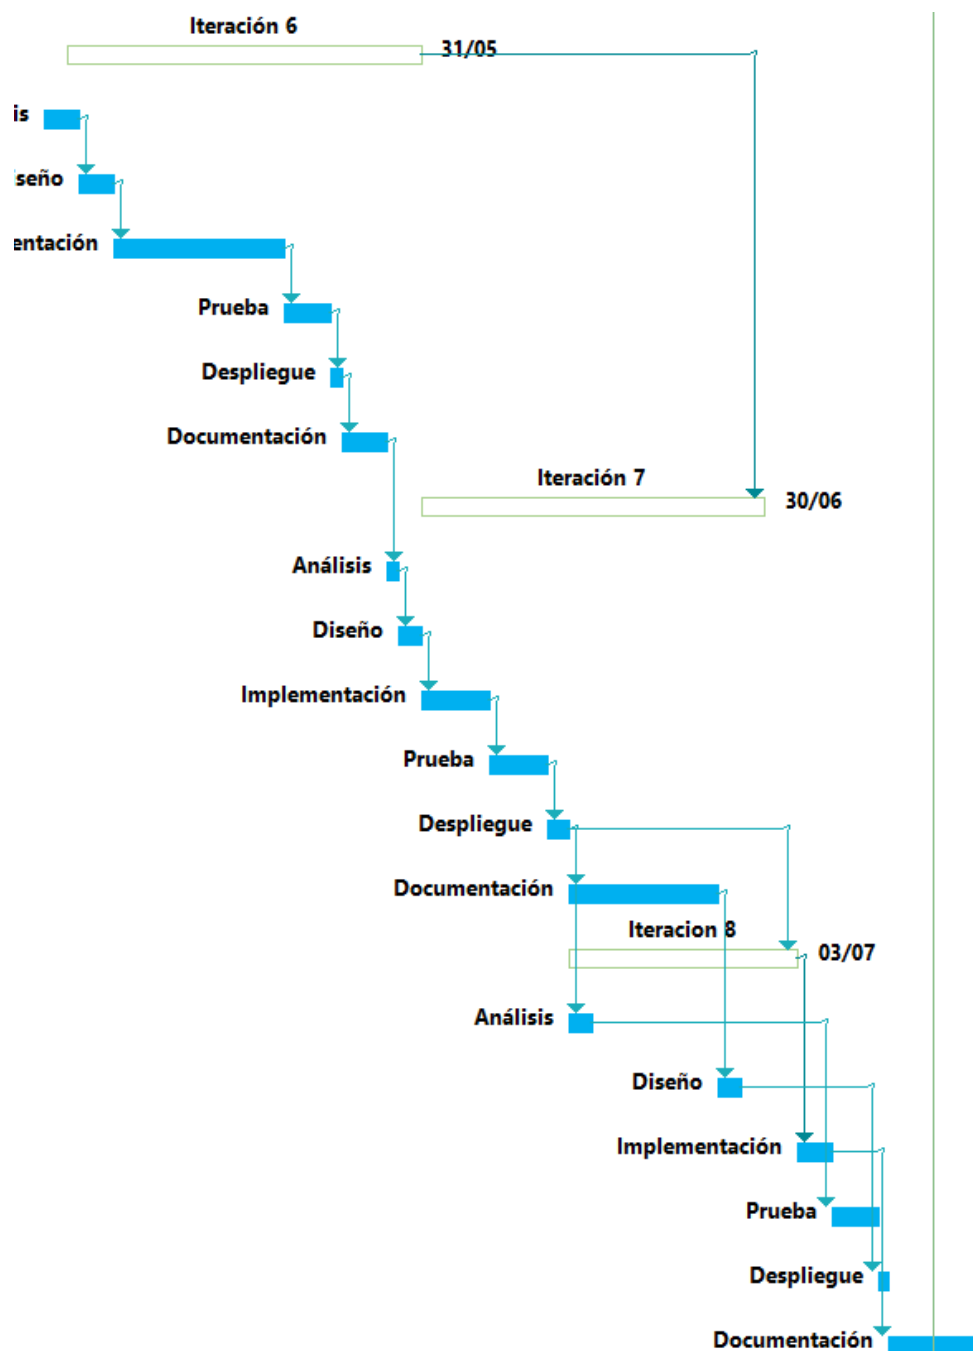 Iteración 6
31/05
is
seño
entación
Prueba
Despliegue
Documentación
Iteración 7
30/06
Análisis
Diseño
Implementación
Prueba
Despliegue
Documentación
Iteracion 8
03/07
Análisis
Diseño
Implementación
Prueba
Despliegue
Documentación